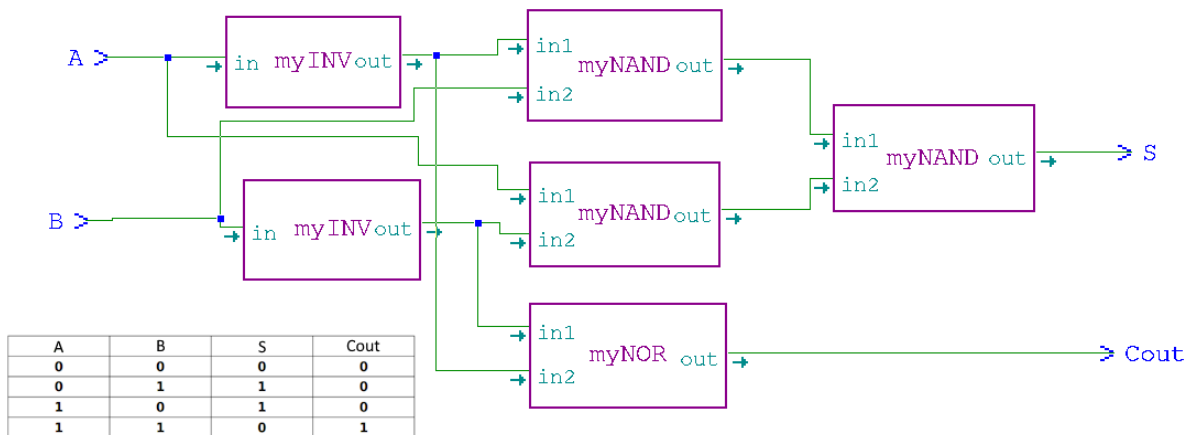 A
in myINV out
in1
in2
myNAND out
in1
in2
myNAND out
S
B
in myINV out
in1
in2
myNAND out
in1
in2
myNOR out
Cout
A B S Cout
0 0 0 0
0 1 1 0
1 0 1 0
1 1 0 1